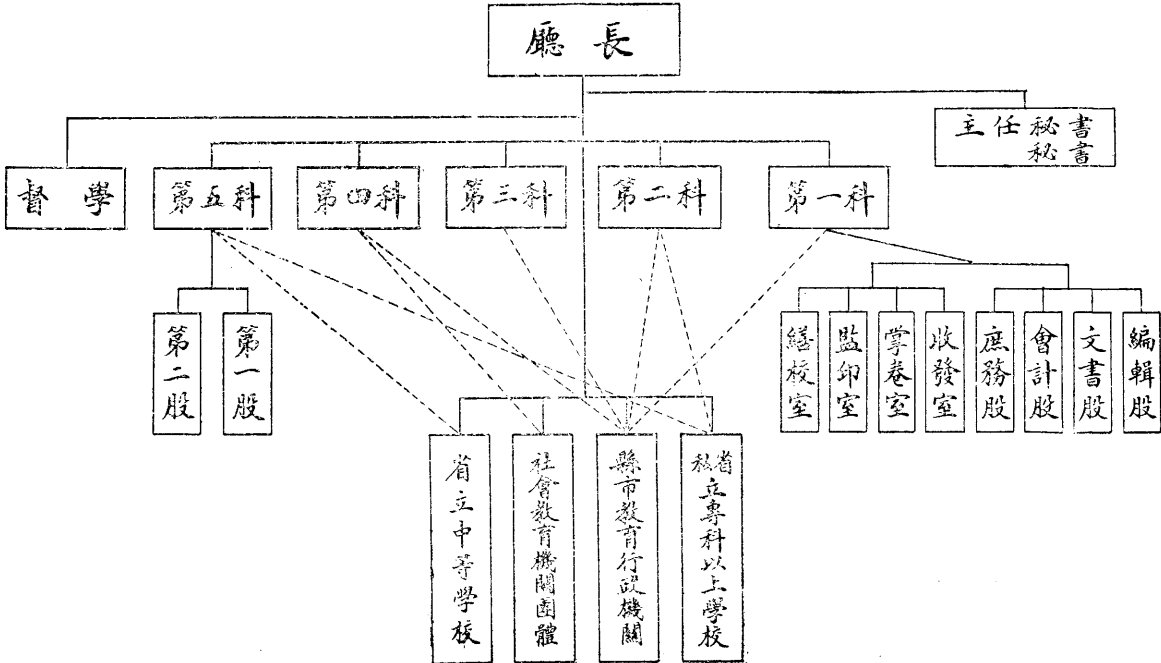 廳長
主任秘書
秘書
督學
第五科
第四科
第三科
第二科
第一科
第二股
第一股
繕校室
監印室
掌卷室
收發室
庶務股
會計股
文書股
編輯股
省立中等學校
社會教育機關團體
縣市教育行政機關
私省立專科以上學校